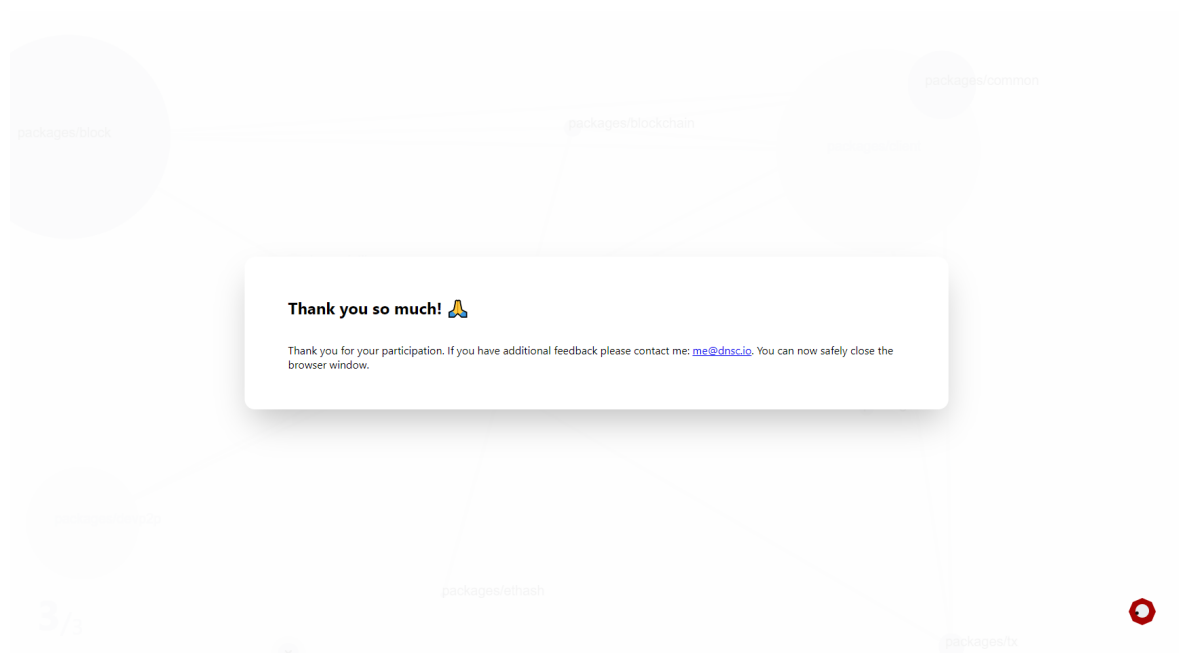 packages/common
packages/blockchain
packages/block
Thank you so much! 🙏
Thank you for your participation. If you have additional feedback please contact me: me@dnsc.io. You can now safely close the
browser window.
packages/ethash
3/3
packages/tx